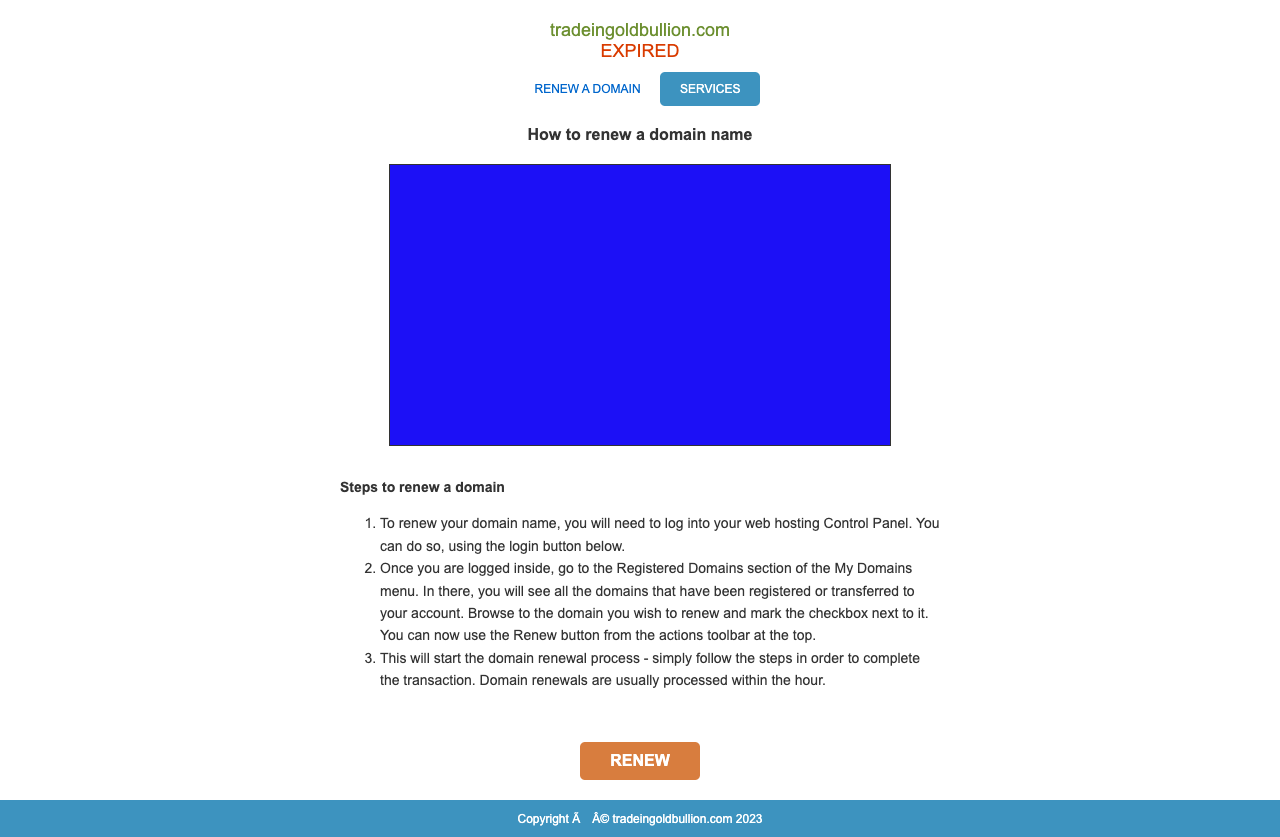 tradeingoldbullion.com
EXPIRED
RENEW A DOMAIN
SERVICES
How to renew a domain name
Steps to renew a domain
1. To renew your domain name, you will need to log into your web hosting Control Panel. You
can do so, using the login button below.
2. Once you are logged inside, go to the Registered Domains section of the My Domains
menu. In there, you will see all the domains that have been registered or transferred to
your account. Browse to the domain you wish to renew and mark the checkbox next to it.
You can now use the Renew button from the actions toolbar at the top.
3. This will start the domain renewal process - simply follow the steps in order to complete
the transaction. Domain renewals are usually processed within the hour.
RENEW
Copyright Ã Â© tradeingoldbullion.com 2023